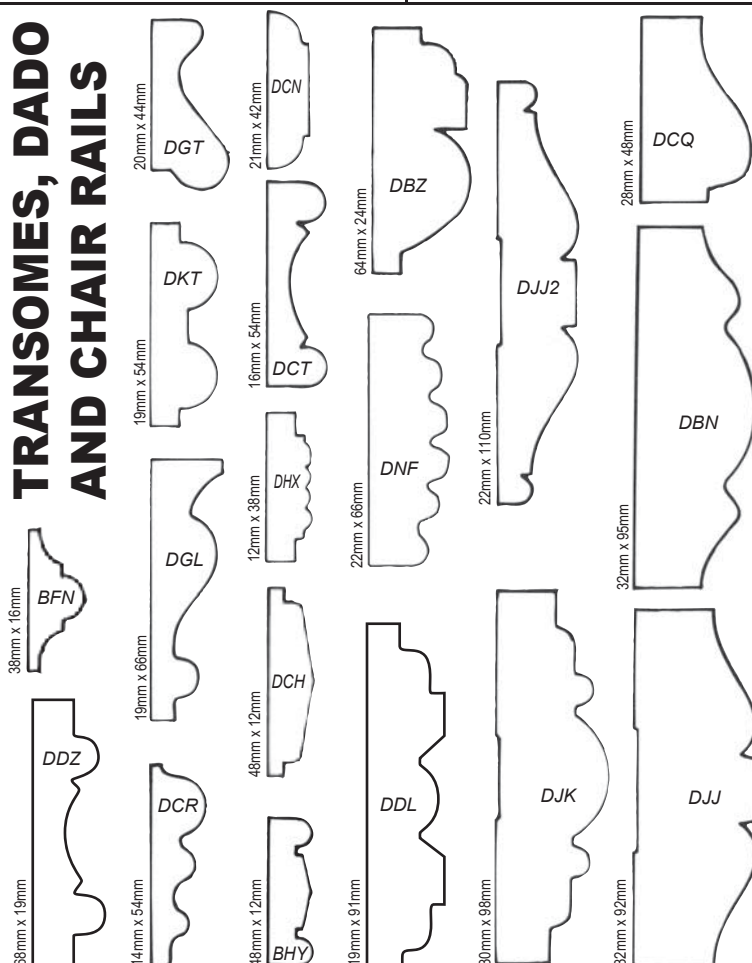 TRANSOMES, DADO
AND CHAIR RAILS
20mm x 44mm
DGT
21mm x 42mm
DCN
64mm x 24mm
DBZ
22mm x 110mm
DJJ2
28mm x 48mm
DCQ
19mm x 54mm
DKT
16mm x 54mm
DCT
12mm x 38mm
DHX
22mm x 66mm
DNF
32mm x 95mm
DBN
38mm x 16mm
BFN
19mm x 66mm
DGL
48mm x 12mm
DCH
68mm x 19mm
DDZ
14mm x 54mm
DCR
48mm x 12mm
BHY
19mm x 91mm
DDL
30mm x 98mm
DJK
32mm x 92mm
DJJ